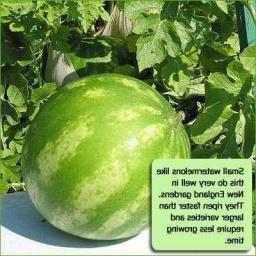 Small watermelons like
this do very well in
New England gardens.
They ripen faster than
larger varieties and
require less growing
time.